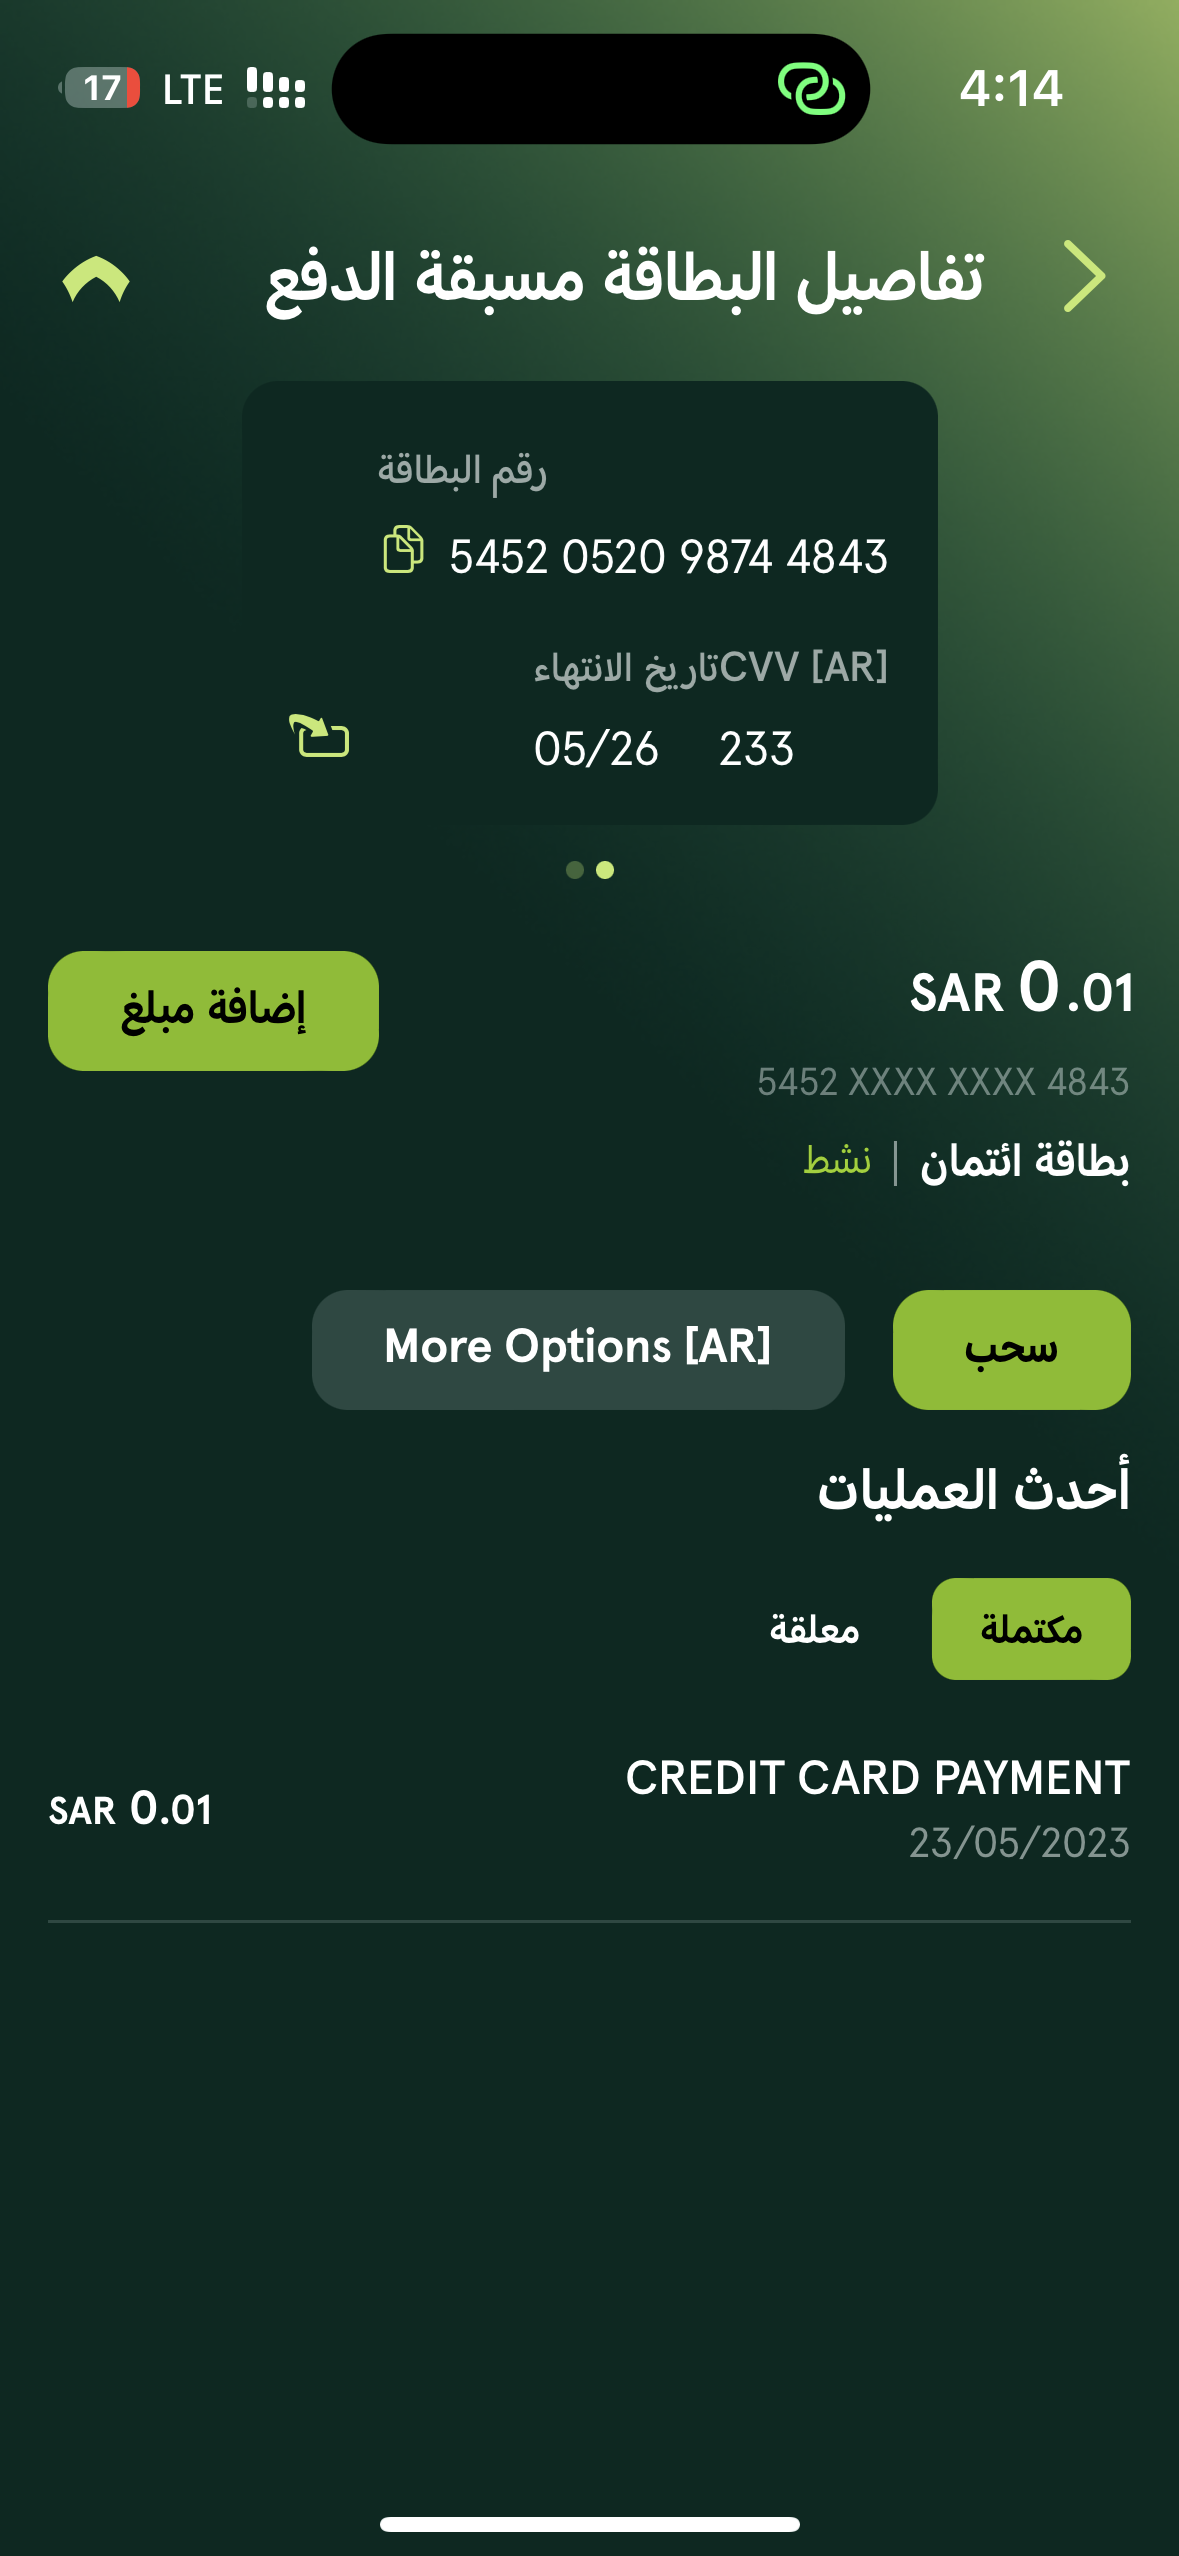 4:14
LTE 17
تفاصيل البطاقة مسبقة الدفع
رقم البطاقة
5452 0520 9874 4843
CVV [AR] تاريخ الانتهاء
233 05/26
SAR 0.01
إضافة مبلغ
5452 XXXX XXXX 4843
بطاقة ائتمان | نشط
سحب
More Options [AR]
أحدث العمليات
مكتملة معلقة
CREDIT CARD PAYMENT
SAR 0.01
23/05/2023